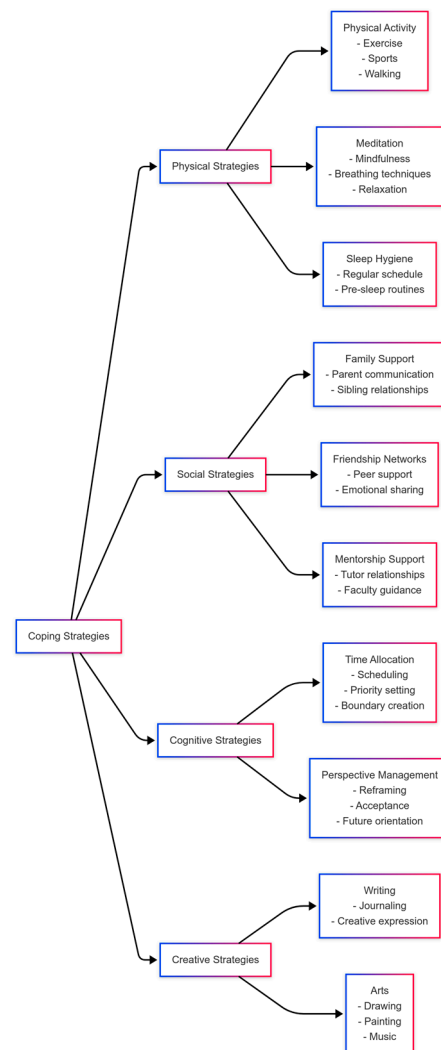 Physical Activity
- Exercise
- Sports
- Walking
Physical Strategies
Meditation
- Mindfulness
- Breathing techniques
- Relaxation
Sleep Hygiene
- Regular schedule
- Pre-sleep routines
Family Support
- Parent communication
- Sibling relationships
Social Strategies
Friendship Networks
- Peer support
- Emotional sharing
Mentorship Support
- Tutor relationships
- Faculty guidance
Coping Strategies
Time Allocation
- Scheduling
- Priority setting
- Boundary creation
Cognitive Strategies
Perspective Management
- Reframing
- Acceptance
- Future orientation
Writing
- Journaling
- Creative expression
Creative Strategies
Arts
- Drawing
- Painting
- Music